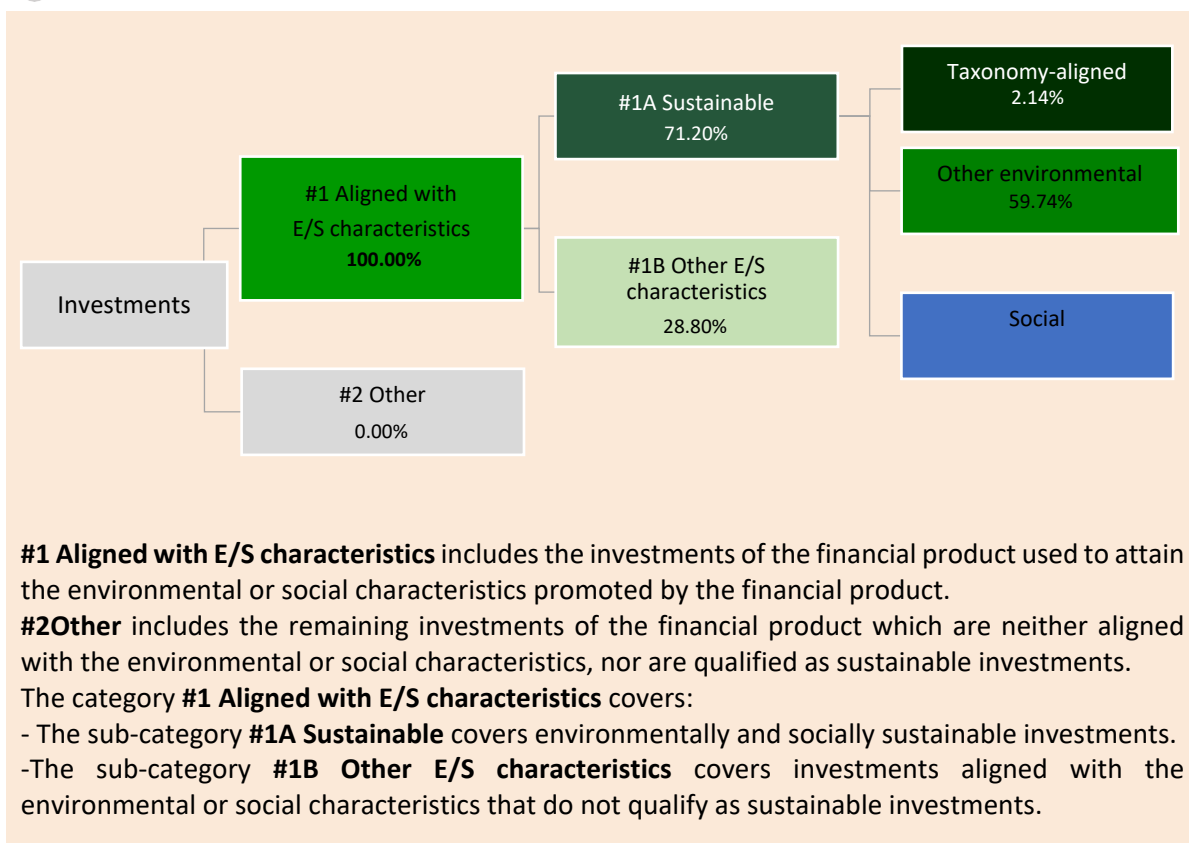 Investments
#1 Aligned with
E/S characteristics
100.00%
#2 Other
0.00%
#1A Sustainable
71.20%
#1B Other E/S
characteristics
28.80%
Taxonomy-aligned
2.14%
Other environmental
59.74%
Social
#1 Aligned with E/S characteristics includes the investments of the financial product used to attain
the environmental or social characteristics promoted by the financial product.
#2Other includes the remaining investments of the financial product which are neither aligned
with the environmental or social characteristics, nor are qualified as sustainable investments.
The category #1 Aligned with E/S characteristics covers:
- The sub-category #1A Sustainable covers environmentally and socially sustainable investments.
-The sub-category #1B Other E/S characteristics covers investments aligned with the
environmental or social characteristics that do not qualify as sustainable investments.